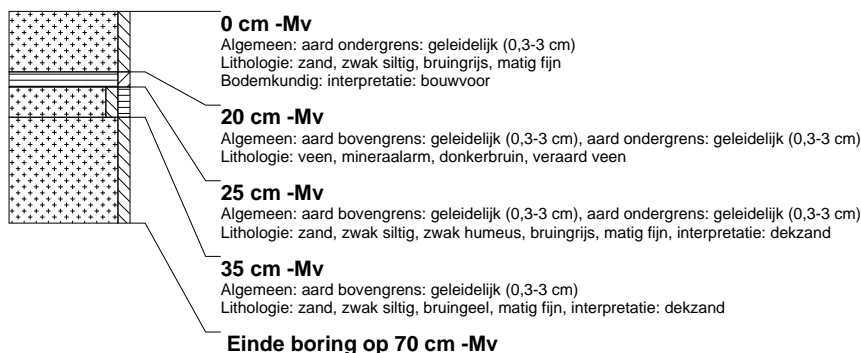 0 cm -Mv
Algemeen: aard ondergrens: geleidelijk (0,3-3 cm)
Lithologie: zand, zwak siltig, bruingrijs, matig fijn
Bodemkundig: interpretatie: bouwvoor
20 cm -Mv
Algemeen: aard bovengrens: geleidelijk (0,3-3 cm), aard ondergrens: geleidelijk (0,3-3 cm)
Lithologie: veen, mineraalarm, donkerbruin, veraard veen
25 cm -Mv
Algemeen: aard bovengrens: geleidelijk (0,3-3 cm), aard ondergrens: geleidelijk (0,3-3 cm)
Lithologie: zand, zwak siltig, zwak humeus, bruingrijs, matig fijn, interpretatie: dekzand
35 cm -Mv
Algemeen: aard bovengrens: geleidelijk (0,3-3 cm)
Lithologie: zand, zwak siltig, bruingeel, matig fijn, interpretatie: dekzand
Einde boring op 70 cm -Mv